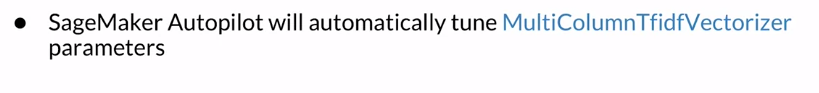 ● SageMaker Autopilot will automatically tune MultiColumnTfidfVectorizer
parameters